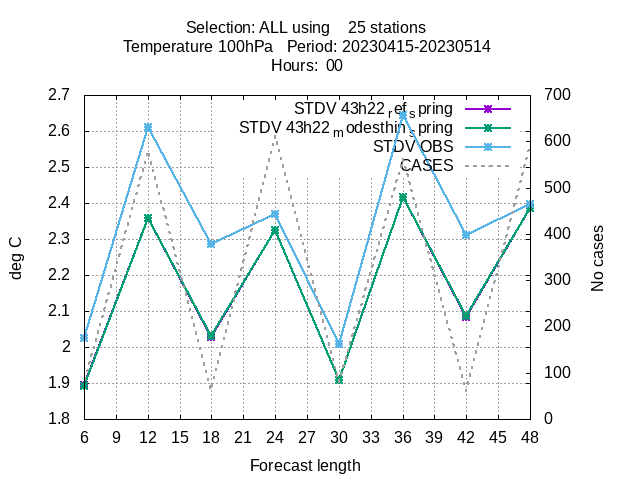 Selection: ALL using 25 stations
Temperature 100hPa Period: 20230415-20230514
Hours: 00
STDV 43h22_ref_spring
STDV 43h22_modesthin_spring
STDV OBS
CASES
2.7
2.6
2.5
2.4
2.3
2.2
2.1
2
1.9
1.8
deg C
700
600
500
400
300
200
100
0
No cases
6 9 12 15 18 21 24 27 30 33 36 39 42 45 48
Forecast length